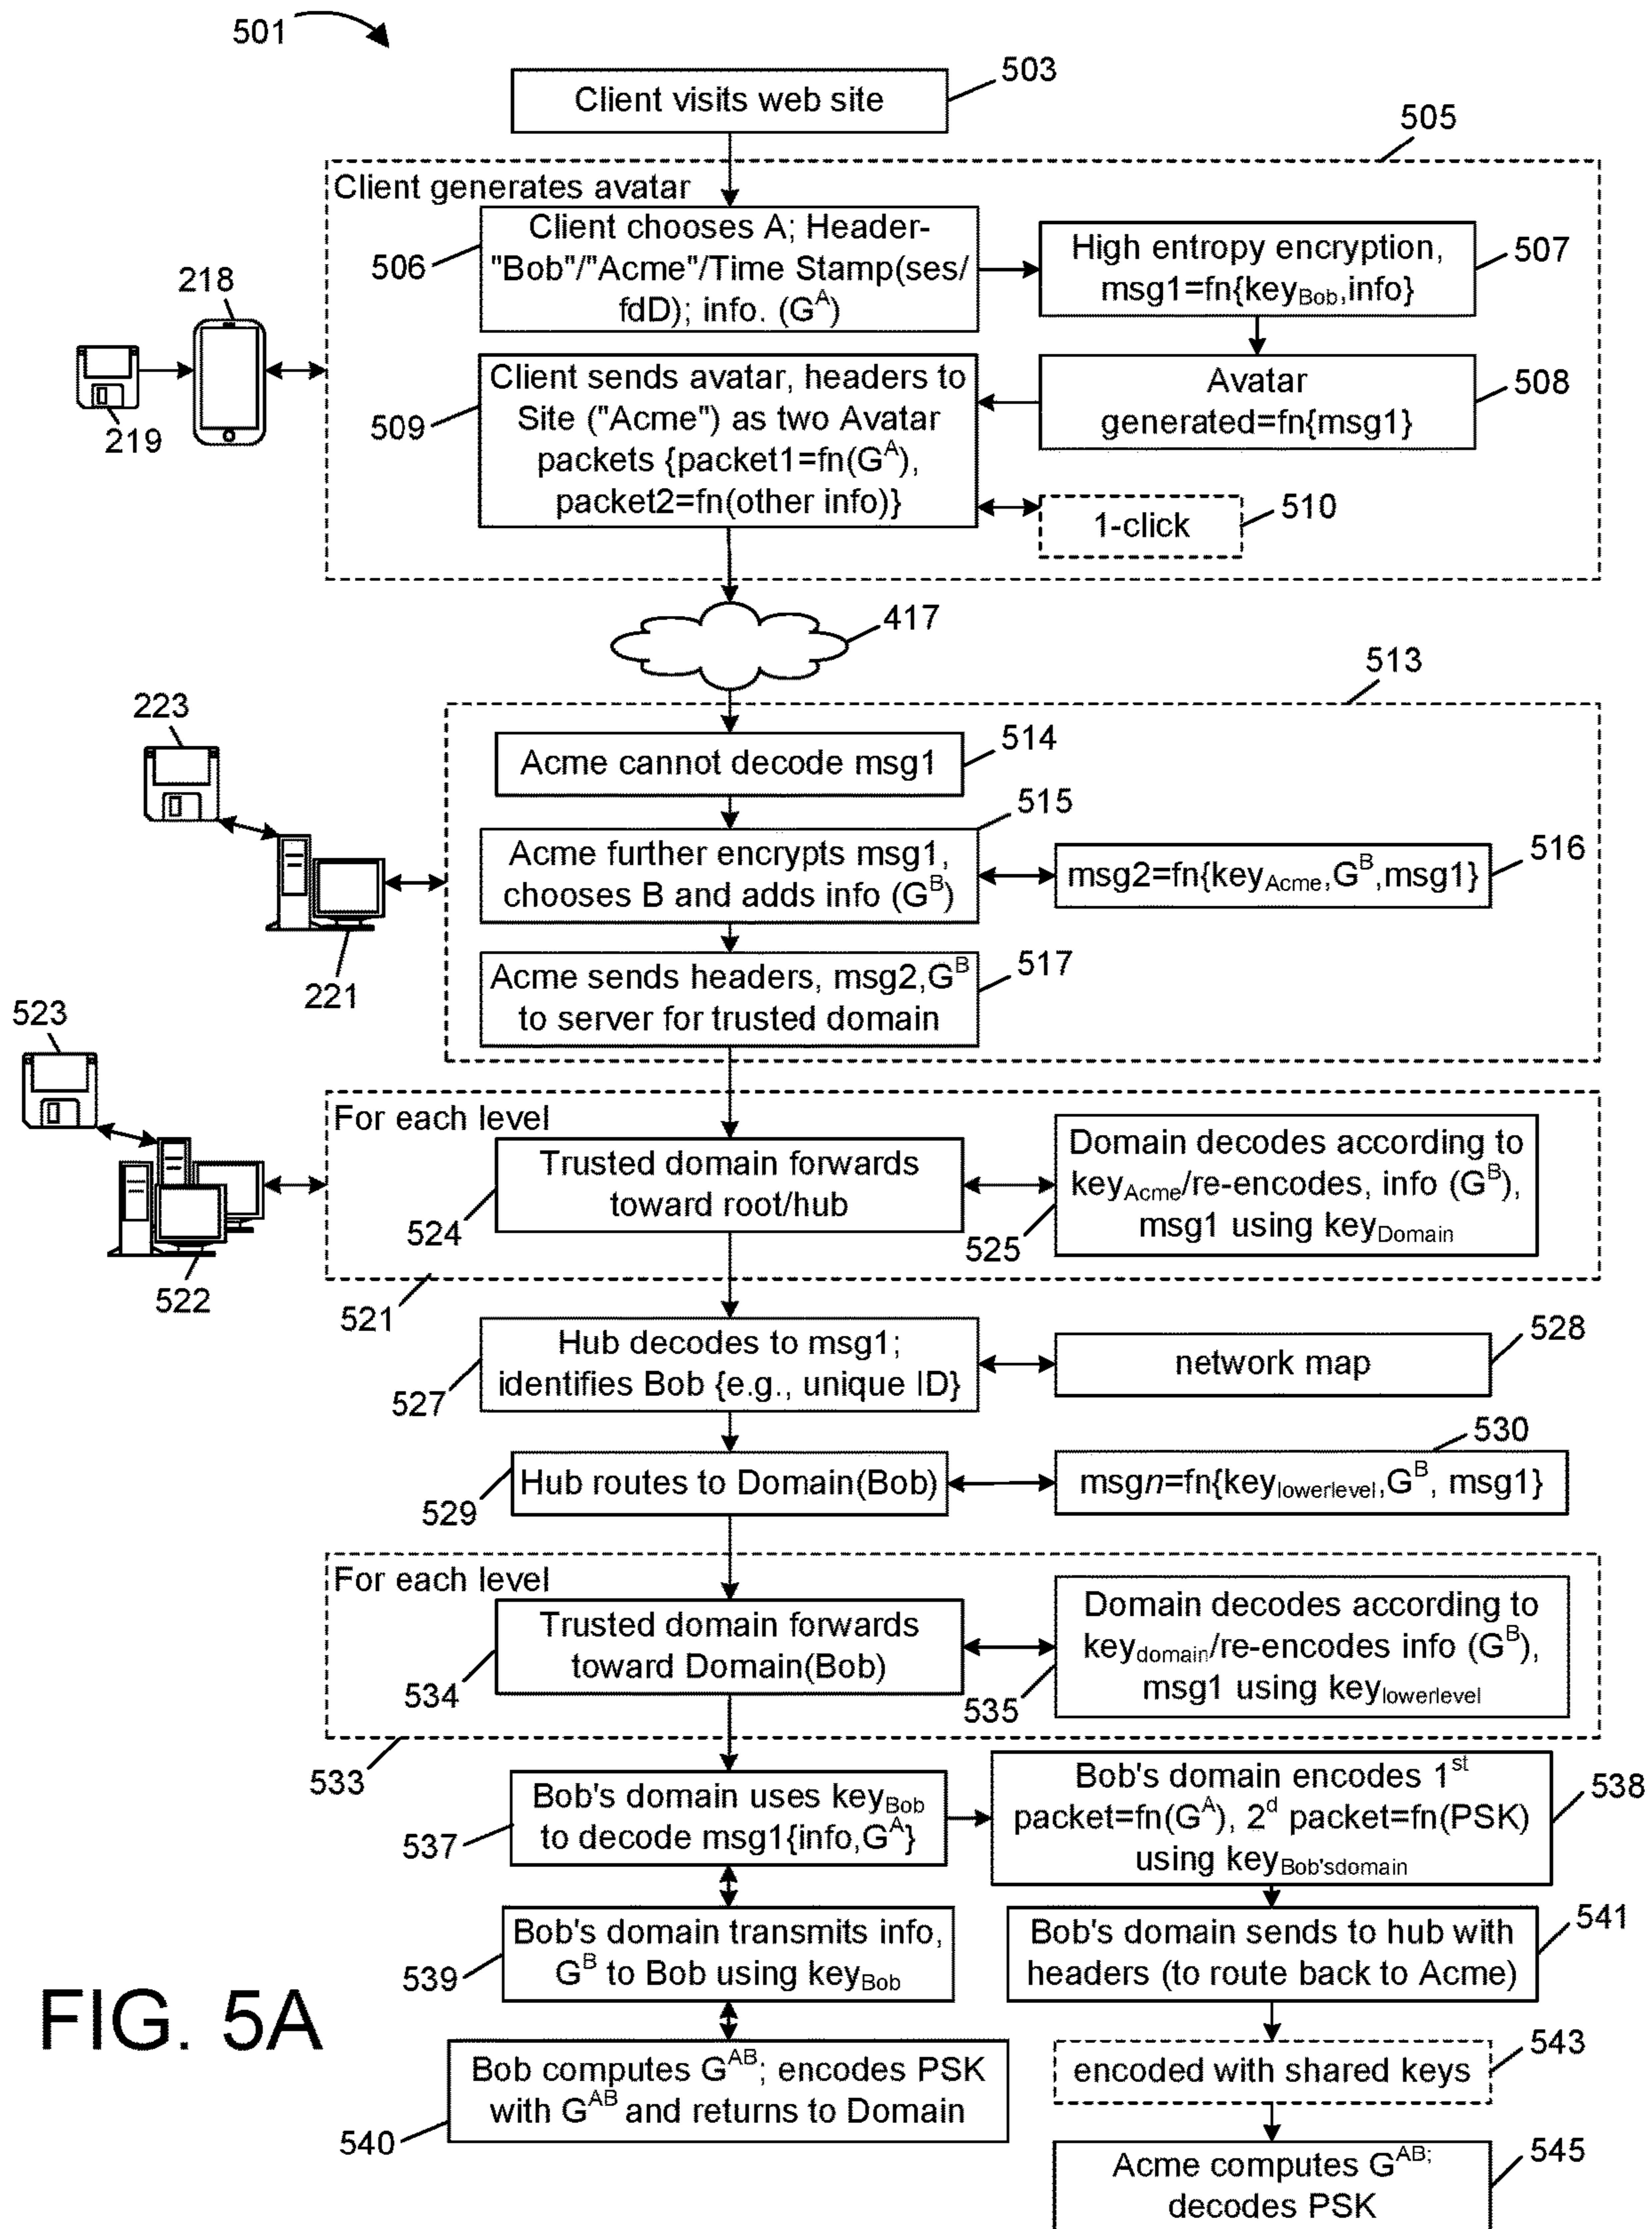 501
Client visits web site
503
505
Client generates avatar
Client chooses A; Header-
"Bob"/"Acme"/Time Stamp(ses/
fdD); info. (G^A)
506
High entropy encryption,
msg1=fn{key_Bob,info}
507
218
219
Client sends avatar, headers to
Site ("Acme") as two Avatar
packets {packet1=fn(G^A),
packet2=fn(other info)}
509
Avatar
generated=fn{msg1}
508
1-click
510
417
513
223
221
Acme cannot decode msg1
514
Acme further encrypts msg1,
chooses B and adds info (G^B)
515
msg2=fn{key_Acme,G^B,msg1}
516
Acme sends headers, msg2,G^B
to server for trusted domain
517
523
522
For each level
Trusted domain forwards
toward root/hub
524
Domain decodes according to
key_Acme/re-encodes, info (G^B),
msg1 using key_Domain
525
521
Hub decodes to msg1;
identifies Bob {e.g., unique ID}
527
network map
528
Hub routes to Domain(Bob)
529
msgn=fn{key_lowerlevel,G^B, msg1}
530
For each level
Trusted domain forwards
toward Domain(Bob)
534
Domain decodes according to
key_domain/re-encodes info (G^B),
msg1 using key_lowerlevel
535
533
Bob's domain uses key_Bob
to decode msg1{info,G^A}
537
Bob's domain encodes 1^st
packet=fn(G^A), 2^d packet=fn(PSK)
using key_Bob'sdomain
538
Bob's domain transmits info,
G^B to Bob using key_Bob
539
Bob's domain sends to hub with
headers (to route back to Acme)
541
Bob computes G^AB; encodes PSK
with G^AB and returns to Domain
540
encoded with shared keys
543
Acme computes G^AB;
decodes PSK
545
FIG. 5A